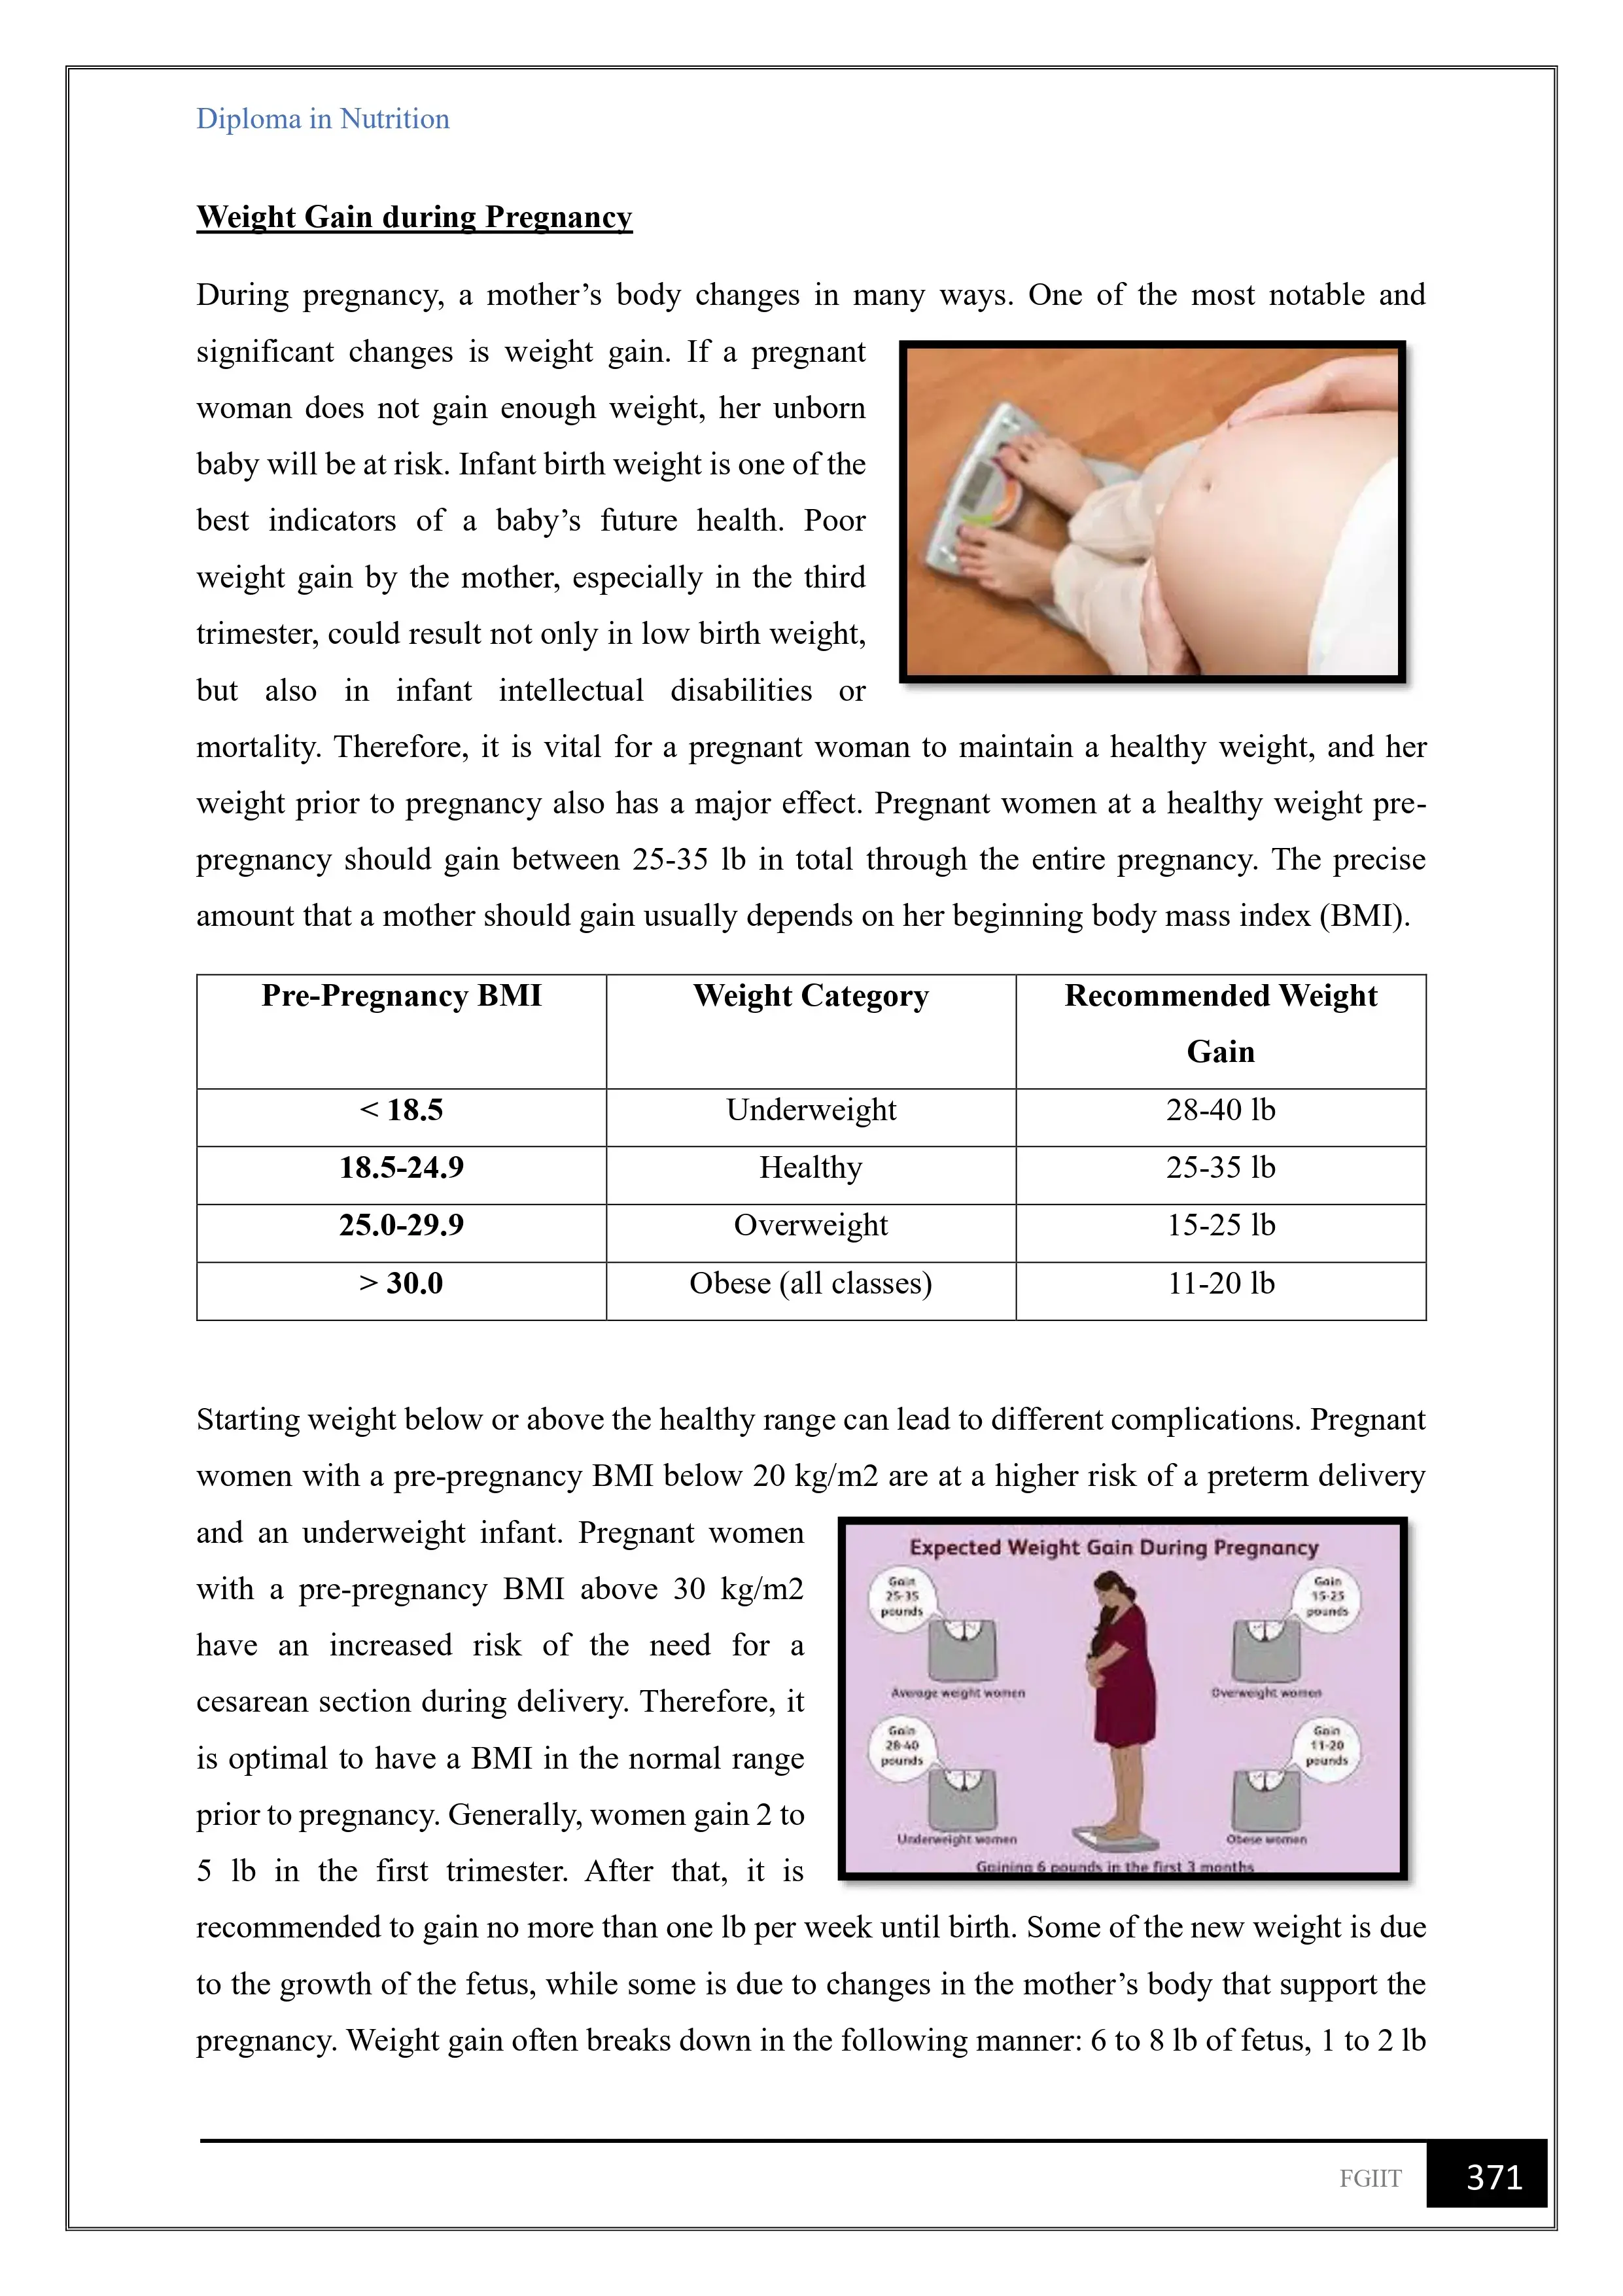 Diploma in Nutrition
Weight Gain during Pregnancy
During pregnancy, a mother’s body changes in many ways. One of the most notable and
significant changes is weight gain. If a pregnant
woman does not gain enough weight, her unborn
baby will be at risk. Infant birth weight is one of the
best indicators of a baby’s future health. Poor
weight gain by the mother, especially in the third
trimester, could result not only in low birth weight,
but also in infant intellectual disabilities or
mortality. Therefore, it is vital for a pregnant woman to maintain a healthy weight, and her
weight prior to pregnancy also has a major effect. Pregnant women at a healthy weight pre-
pregnancy should gain between 25-35 lb in total through the entire pregnancy. The precise
amount that a mother should gain usually depends on her beginning body mass index (BMI).
Pre-Pregnancy BMI Weight Category Recommended Weight
Gain
< 18.5 Underweight 28-40 lb
18.5-24.9 Healthy 25-35 lb
25.0-29.9 Overweight 15-25 lb
> 30.0 Obese (all classes) 11-20 lb
Starting weight below or above the healthy range can lead to different complications. Pregnant
women with a pre-pregnancy BMI below 20 kg/m2 are at a higher risk of a preterm delivery
and an underweight infant. Pregnant women
with a pre-pregnancy BMI above 30 kg/m2
have an increased risk of the need for a
cesarean section during delivery. Therefore, it
is optimal to have a BMI in the normal range
prior to pregnancy. Generally, women gain 2 to
5 lb in the first trimester. After that, it is
Expected Weight Gain During Pregnancy
Gain
25-35
pounds
Average weight women
Gain
15-25
pounds
Overweight women
Gain
28-40
pounds
Underweight women
Gain
11-20
pounds
Obese women
Gaining 6 pounds in the first 3 months
recommended to gain no more than one lb per week until birth. Some of the new weight is due
to the growth of the fetus, while some is due to changes in the mother’s body that support the
pregnancy. Weight gain often breaks down in the following manner: 6 to 8 lb of fetus, 1 to 2 lb
FGIIT 371